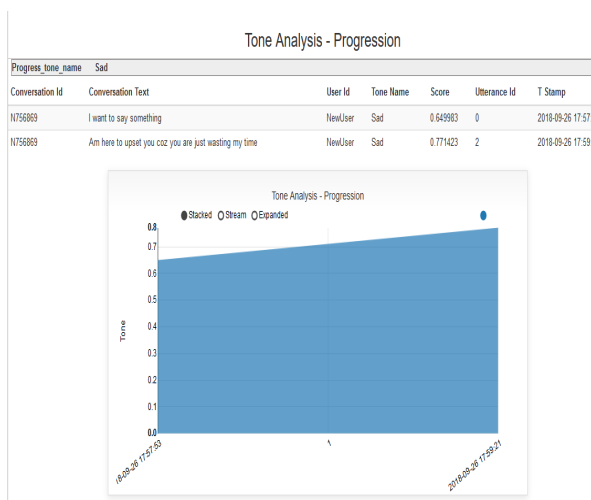 Tone Analysis - Progression
Progress_tone_name Sad
Conversation Id Conversation Text User Id Tone Name Score Utterance Id T Stamp
N756869 I want to say something NewUser Sad 0.649983 0 2018-09-26 17:57
N756869 Am here to upset you coz you are just wasting my time NewUser Sad 0.771423 2 2018-09-26 17:59
Tone Analysis - Progression
Stacked Stream Expanded
0.8
0.7
0.6
0.5
0.4
0.3
0.2
0.1
0.0
Tone
18-09-26 17:57:53 1 2018-09-26 17:59:21